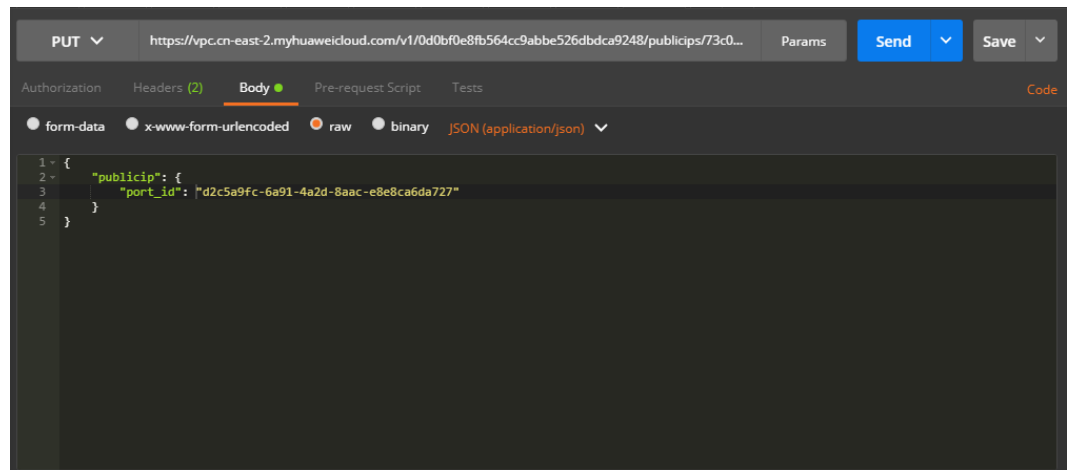 PUT https://vpc.cn-east-2.myhuaweicloud.com/v1/0d0bf0e8fb564cc9abbe526dbdca9248/publicips/73c0... Params Send Save
Authorization Headers (2) Body Pre-request Script Tests Code
form-data x-www-form-urlencoded raw binary JSON (application/json)
1 {
2 "publicip": {
3 "port_id": "d2c5a9fc-6a91-4a2d-8aac-e8e8ca6da727"
4 }
5 }